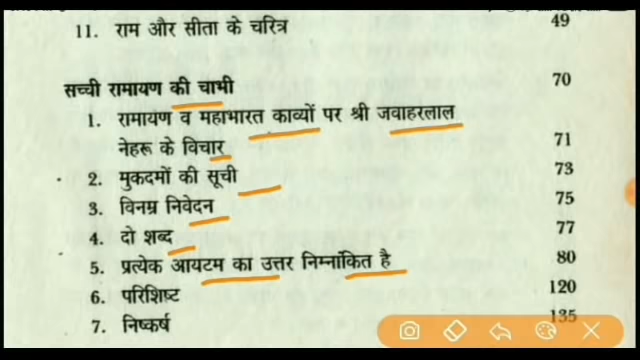 11. राम और सीता के चरित्र 49
सच्ची रामायण की चाभी 70
1. रामायण व महाभारत काव्यों पर श्री जवाहरलाल
नेहरू के विचार 71
2. मुकदमों की सूची 73
3. विनम्र निवेदन 75
4. दो शब्द 77
5. प्रत्येक आयटम का उत्तर निम्नांकित है 80
6. परिशिष्ट 120
7. निष्कर्ष 135